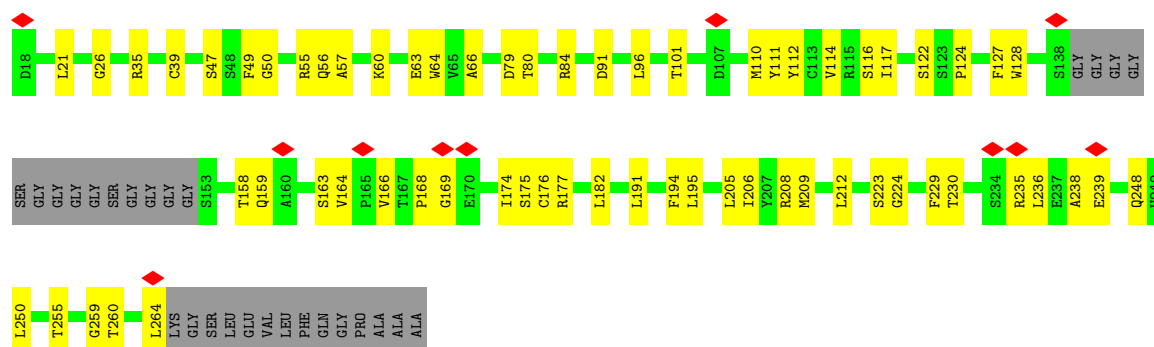 D18 L21 G26 R35 C39 S47 S48 F49 G50 R55 Q56 A57 K60 E63 W64 V65 A66 D79 T80 R84 D91 L96 T101 D107 M110 Y111 Y112 C113 V114 R115 S116 I117 S122 S123 P124 F127 W128 S138 GLY GLY GLY GLY
SER GLY GLY GLY GLY SER GLY GLY GLY GLY S153 T158 Q159 A160 S163 V164 P165 V166 T167 P168 G169 E170 I174 S175 C176 R177 L182 L191 F194 L195 L205 I206 Y207 R208 M209 L212 S223 G224 F229 T230 S234 R235 L236 E237 A238 E239 Q248
L250 T255 G259 T260 L264 LYS GLY SER LEU GLU VAL LEU PHE GLN GLY PRO ALA ALA ALA